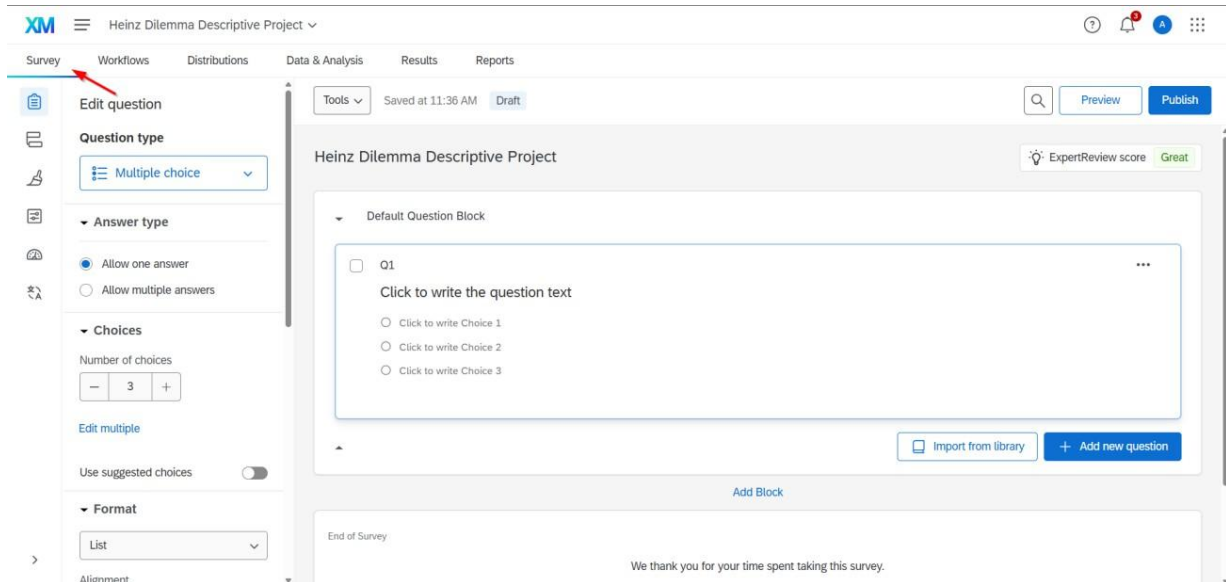 XM Heinz Dilemma Descriptive Project 3 A
Survey Workflows Distributions Data & Analysis Results Reports
Edit question
Question type
Multiple choice
Answer type
Allow one answer
Allow multiple answers
Choices
Number of choices
− 3 +
Edit multiple
Use suggested choices
Format
List
Alignment
Tools Saved at 11:36 AM Draft Preview Publish
Heinz Dilemma Descriptive Project ExpertReview score Great
Default Question Block
Q1
Click to write the question text
Click to write Choice 1
Click to write Choice 2
Click to write Choice 3
Import from library + Add new question
Add Block
End of Survey
We thank you for your time spent taking this survey.